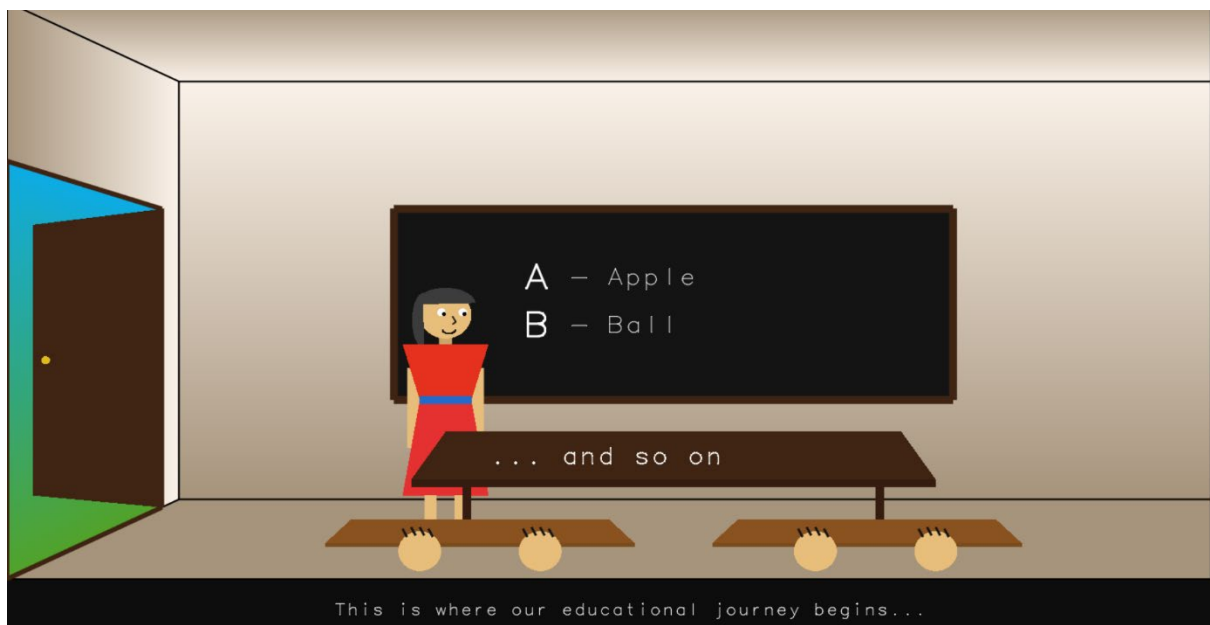 A – Apple
B – Ball
... and so on
This is where our educational journey begins...